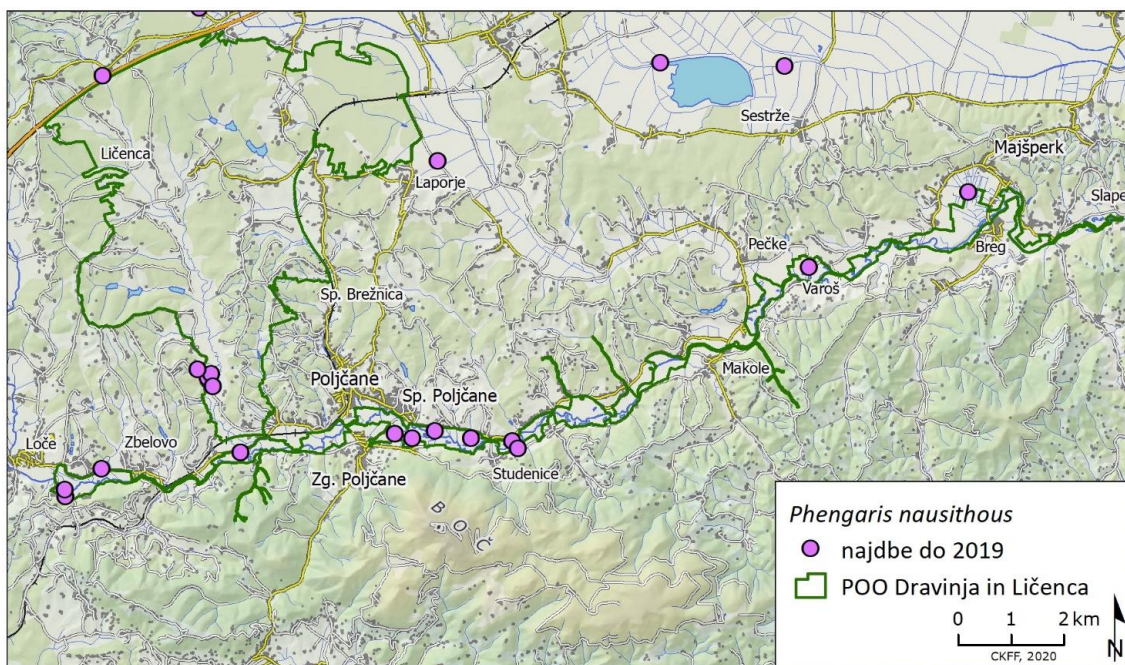 Sestrže
Ličenca
Majšperk
Laporje
Slape
Pečke
Breg
Varoš
Sp. Brežnica
Makole
Poljčane
Sp. Poljčane
Loče
Zbelovo
Studenice
Zg. Poljčane
BOČ
Phengaris nausithous
najdbe do 2019
POO Dravinja in Ličenca
0 1 2 km
CKFF, 2020
N